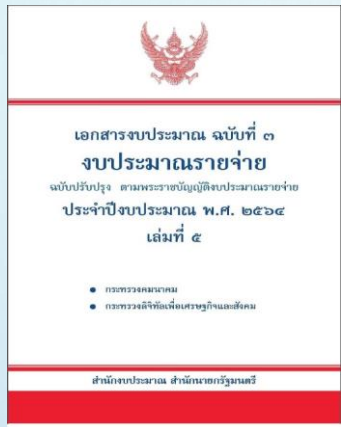 เอกสารงบประมาณ ฉบับที่ ๓
งบประมาณรายจ่าย
ฉบับปรับปรุง ตามพระราชบัญญัติงบประมาณรายจ่าย
ประจำปีงบประมาณ พ.ศ. ๒๕๖๔
เล่มที่ ๕
● กระทรวงคมนาคม
● กระทรวงดิจิทัลเพื่อเศรษฐกิจและสังคม
สำนักงบประมาณ สำนักนายกรัฐมนตรี